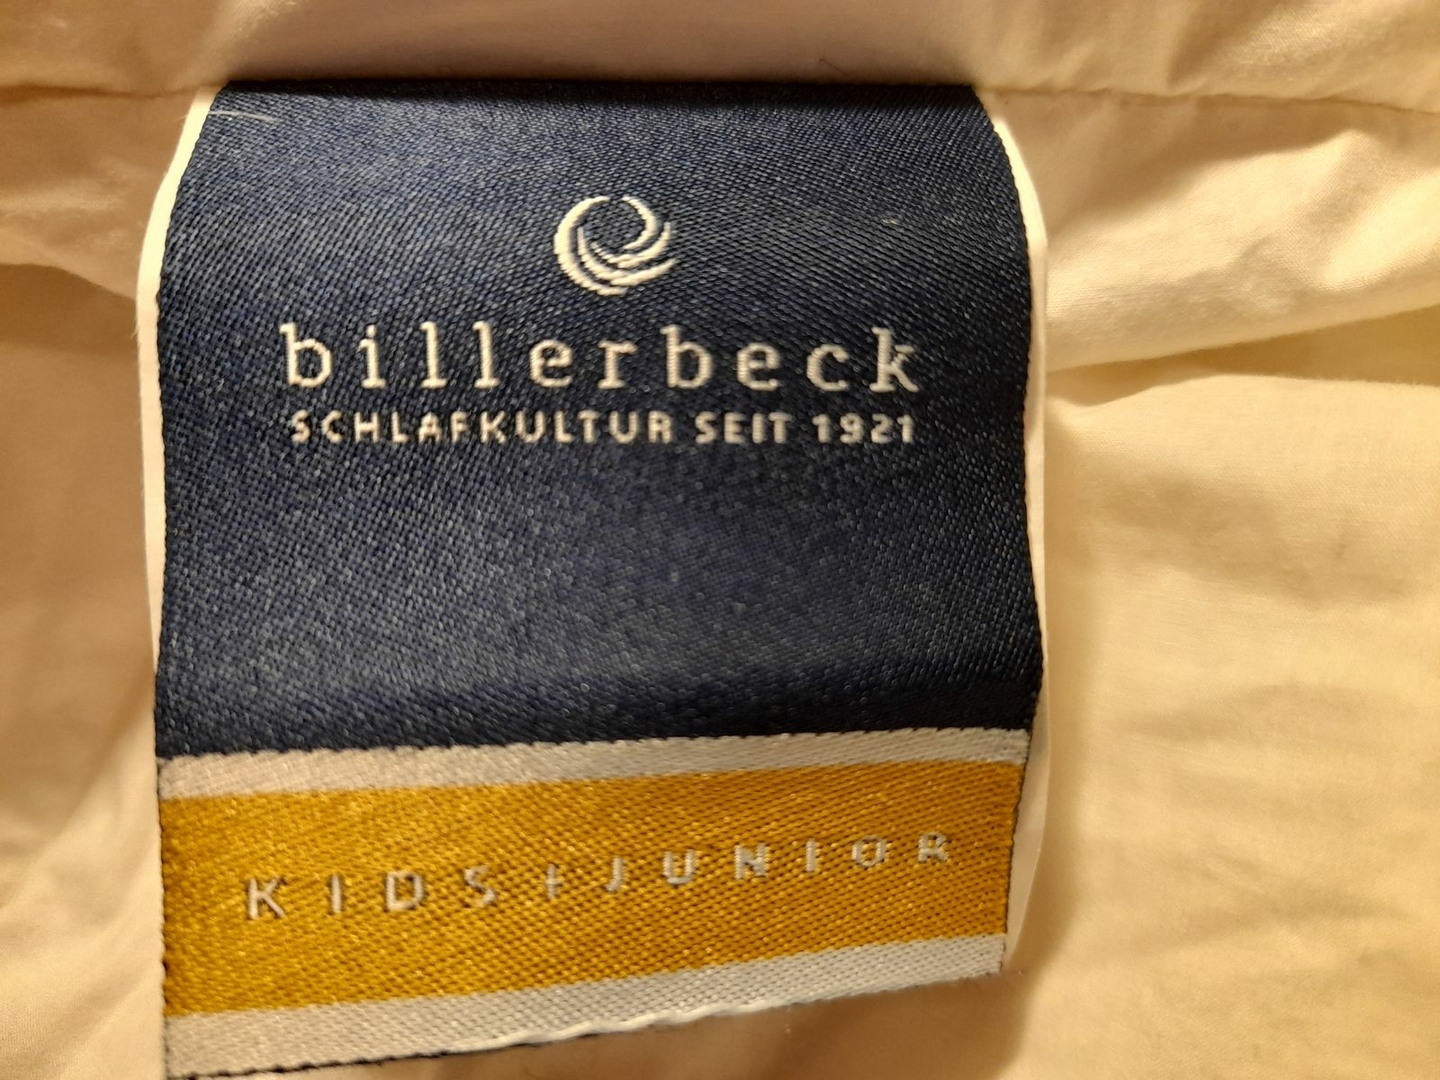 billerbeck
SCHLAFKULTUR SEIT 1921
KIDS+JUNIOR